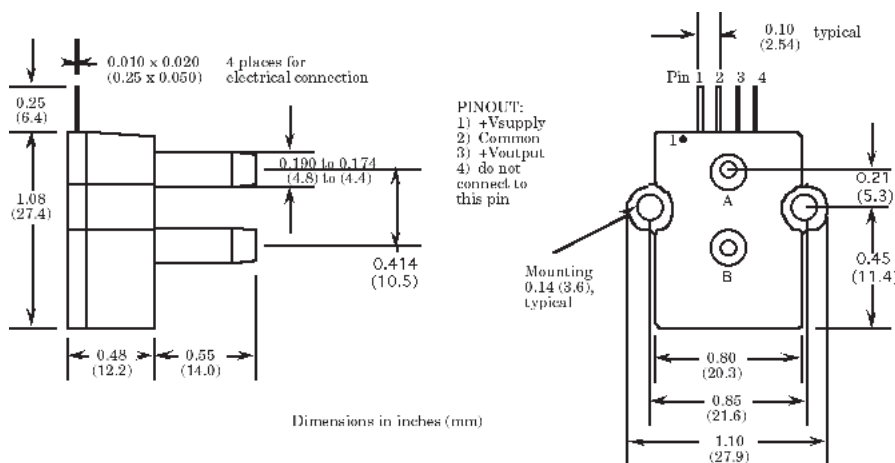 0.010 x 0.020
(0.25 x 0.050)
4 places for
electrical connection
0.25
(6.4)
1.08
(27.4)
0.190 to 0.174
(4.8) to (4.4)
0.414
(10.5)
0.48
(12.2)
0.55
(14.0)
Dimensions in inches (mm)
PINOUT:
1) +Vsupply
2) Common
3) +Voutput
4) do not
connect to
this pin
0.10
(2.54)
typical
Pin 1 2 3 4
1
A
B
0.21
(5.3)
0.45
(11.4)
Mounting
0.14 (3.6),
typical
0.80
(20.3)
0.85
(21.6)
1.10
(27.9)